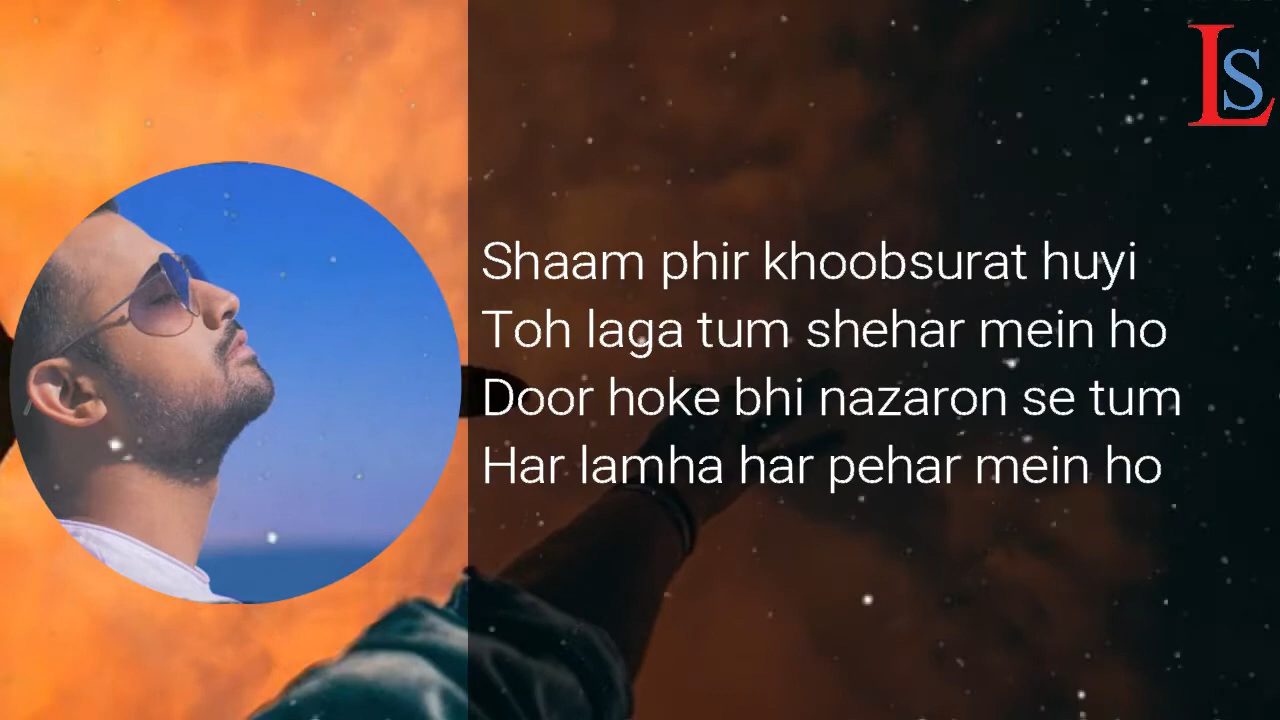 LS
Shaam phir khoobsurat huyi
Toh laga tum shehar mein ho
Door hoke bhi nazaron se tum
Har lamha har pehar mein ho